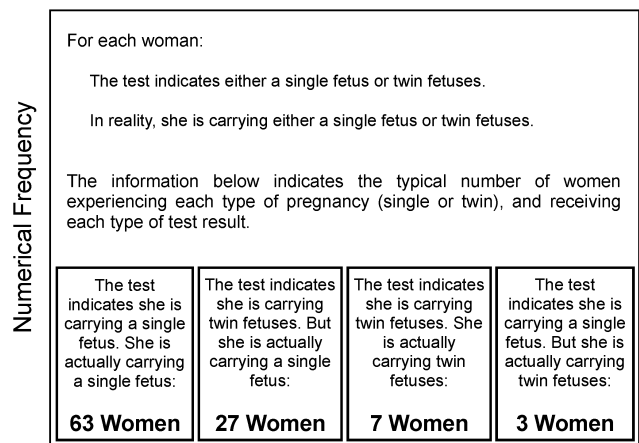 Numerical Frequency
For each woman:
The test indicates either a single fetus or twin fetuses.
In reality, she is carrying either a single fetus or twin fetuses.
The information below indicates the typical number of women
experiencing each type of pregnancy (single or twin), and receiving
each type of test result.
The test
indicates she is
carrying a single
fetus. She is
actually carrying
a single fetus:
63 Women
The test indicates
she is carrying
twin fetuses. But
she is actually
carrying a single
fetus:
27 Women
The test indicates
she is carrying
twin fetuses. She
is actually
carrying twin
fetuses:
7 Women
The test
indicates she is
carrying a single
fetus. But she is
actually carrying
twin fetuses:
3 Women